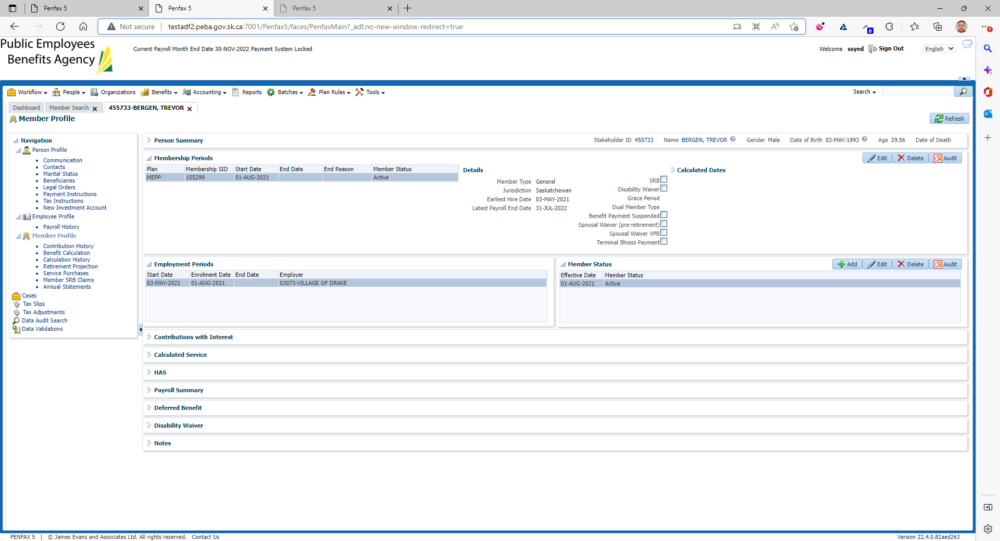 Penfax 5
Penfax 5
Penfax 5
Not secure
testadf2.peba.gov.sk.ca:7001/Penfax5/faces/PenfaxMain?_adf.no-new-window-redirect=true
Public Employees
Benefits Agency
Current Payroll Month End Date 30-NOV-2022 Payment System Locked
Welcome ssyed Sign Out English
Workflow People Organizations Benefits Accounting Reports Batches Plan Rules Tools Search
Dashboard Member Search 455733-BERGEN, TREVOR
Member Profile
Refresh
Navigation
Person Profile
• Communication
• Contacts
• Marital Status
• Beneficiaries
• Legal Orders
• Payment Instructions
• Tax Instructions
• New Investment Account
Employee Profile
• Payroll History
Member Profile
• Contribution History
• Benefit Calculation
• Calculation History
• Retirement Projection
• Service Purchases
• Member SRB Claims
• Annual Statements
Cases
Tax Slips
Tax Adjustments
Data Audit Search
Data Validations
Person Summary Stakeholder ID 455733 Name BERGEN, TREVOR Gender Male Date of Birth 03-MAY-1993 Age 29.56 Date of Death
Membership Periods Edit Delete Audit
Plan Membership SID Start Date End Date End Reason Member Status
MEPP 155299 01-AUG-2021 Active
Details
Member Type General
Jurisdiction Saskatchewan
Earliest Hire Date 03-MAY-2021
Latest Payroll End Date 31-JUL-2022
SRB
Disability Waiver
Grace Period
Dual Member Type
Benefit Payment Suspended
Spousal Waiver (pre-retirement)
Spousal Waiver VPB
Terminal Illness Payment
Calculated Dates
Employment Periods
Start Date Enrolment Date End Date Employer
03-MAY-2021 01-AUG-2021 03073-VILLAGE OF DRAKE
Member Status Add Edit Delete Audit
Effective Date Member Status
01-AUG-2021 Active
Contributions with Interest
Calculated Service
HAS
Payroll Summary
Deferred Benefit
Disability Waiver
Notes
PENFAX 5 | © James Evans and Associates Ltd. All rights reserved. Contact Us
Version 22.4.0.82aed263